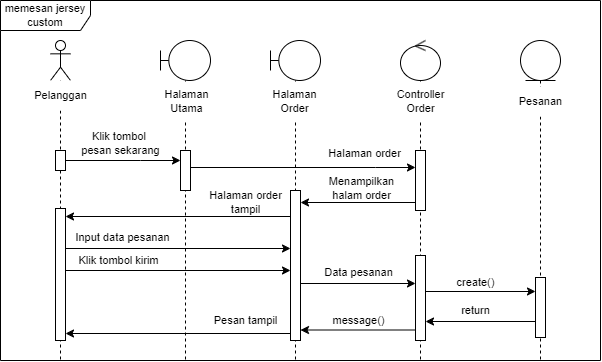 memesan jersey
custom
Pelanggan
Halaman
Utama
Halaman
Order
Controller
Order
Pesanan
Klik tombol
pesan sekarang
Halaman order
Menampilkan
halam order
Halaman order
tampil
Input data pesanan
Klik tombol kirim
Data pesanan
create()
return
message()
Pesan tampil